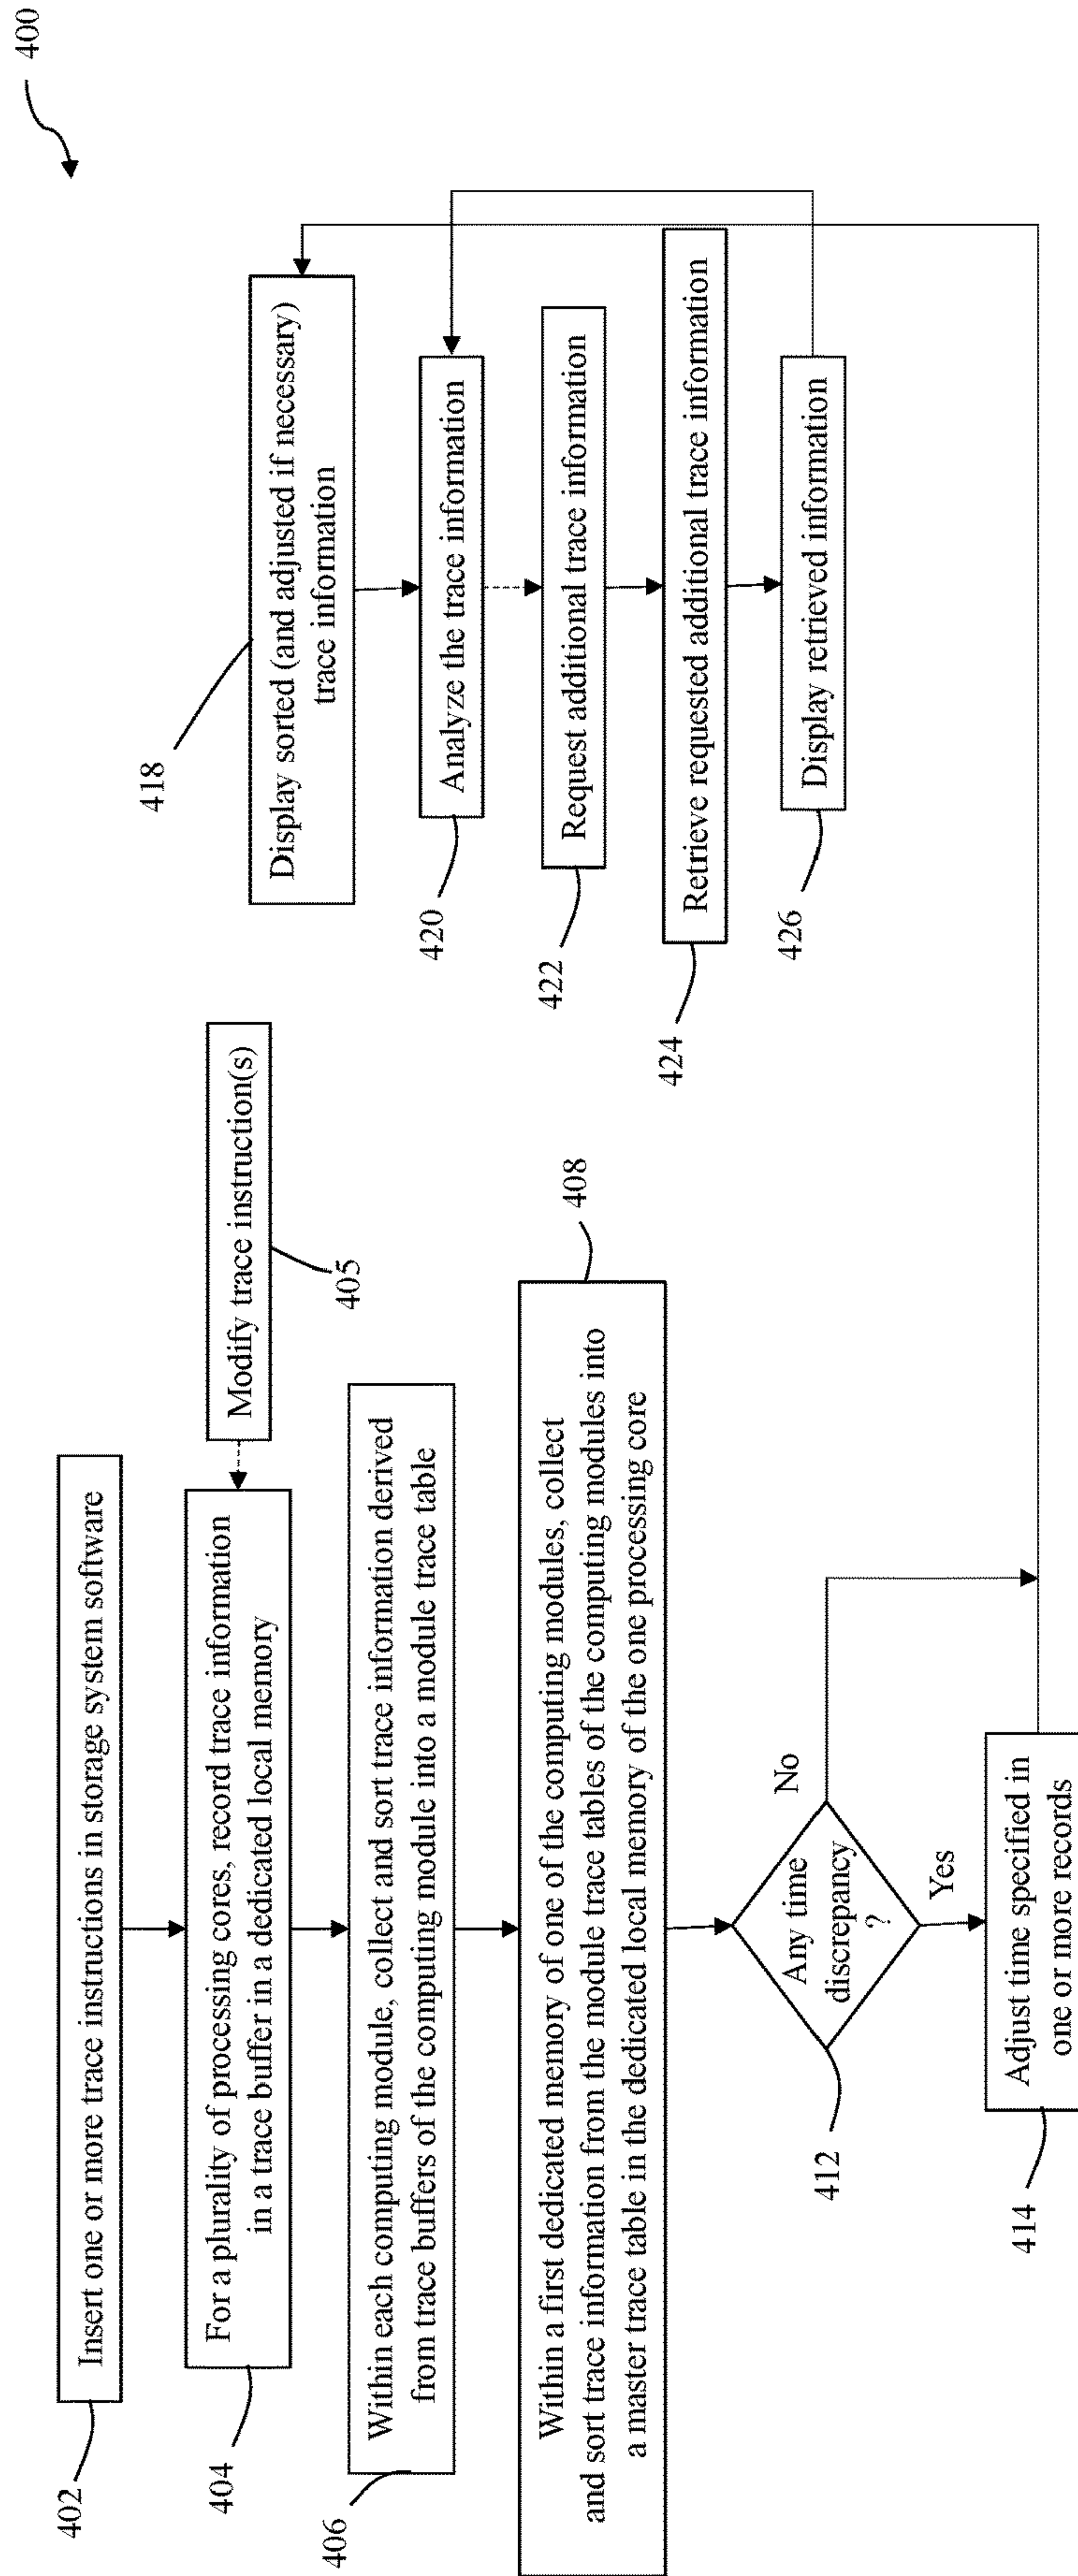 400
402
Insert one or more trace instructions in storage system software
404
For a plurality of processing cores, record trace information
in a trace buffer in a dedicated local memory
Modify trace instruction(s)
405
406
Within each computing module, collect and sort trace information derived
from trace buffers of the computing module into a module trace table
408
Within a first dedicated memory of one of the computing modules, collect
and sort trace information from the module trace tables of the computing modules into
a master trace table in the dedicated local memory of the one processing core
412
Any time
discrepancy
?
No
Yes
414
Adjust time specified in
one or more records
418
Display sorted (and adjusted if necessary)
trace information
420
Analyze the trace information
422
Request additional trace information
424
Retrieve requested additional trace information
426
Display retrieved information